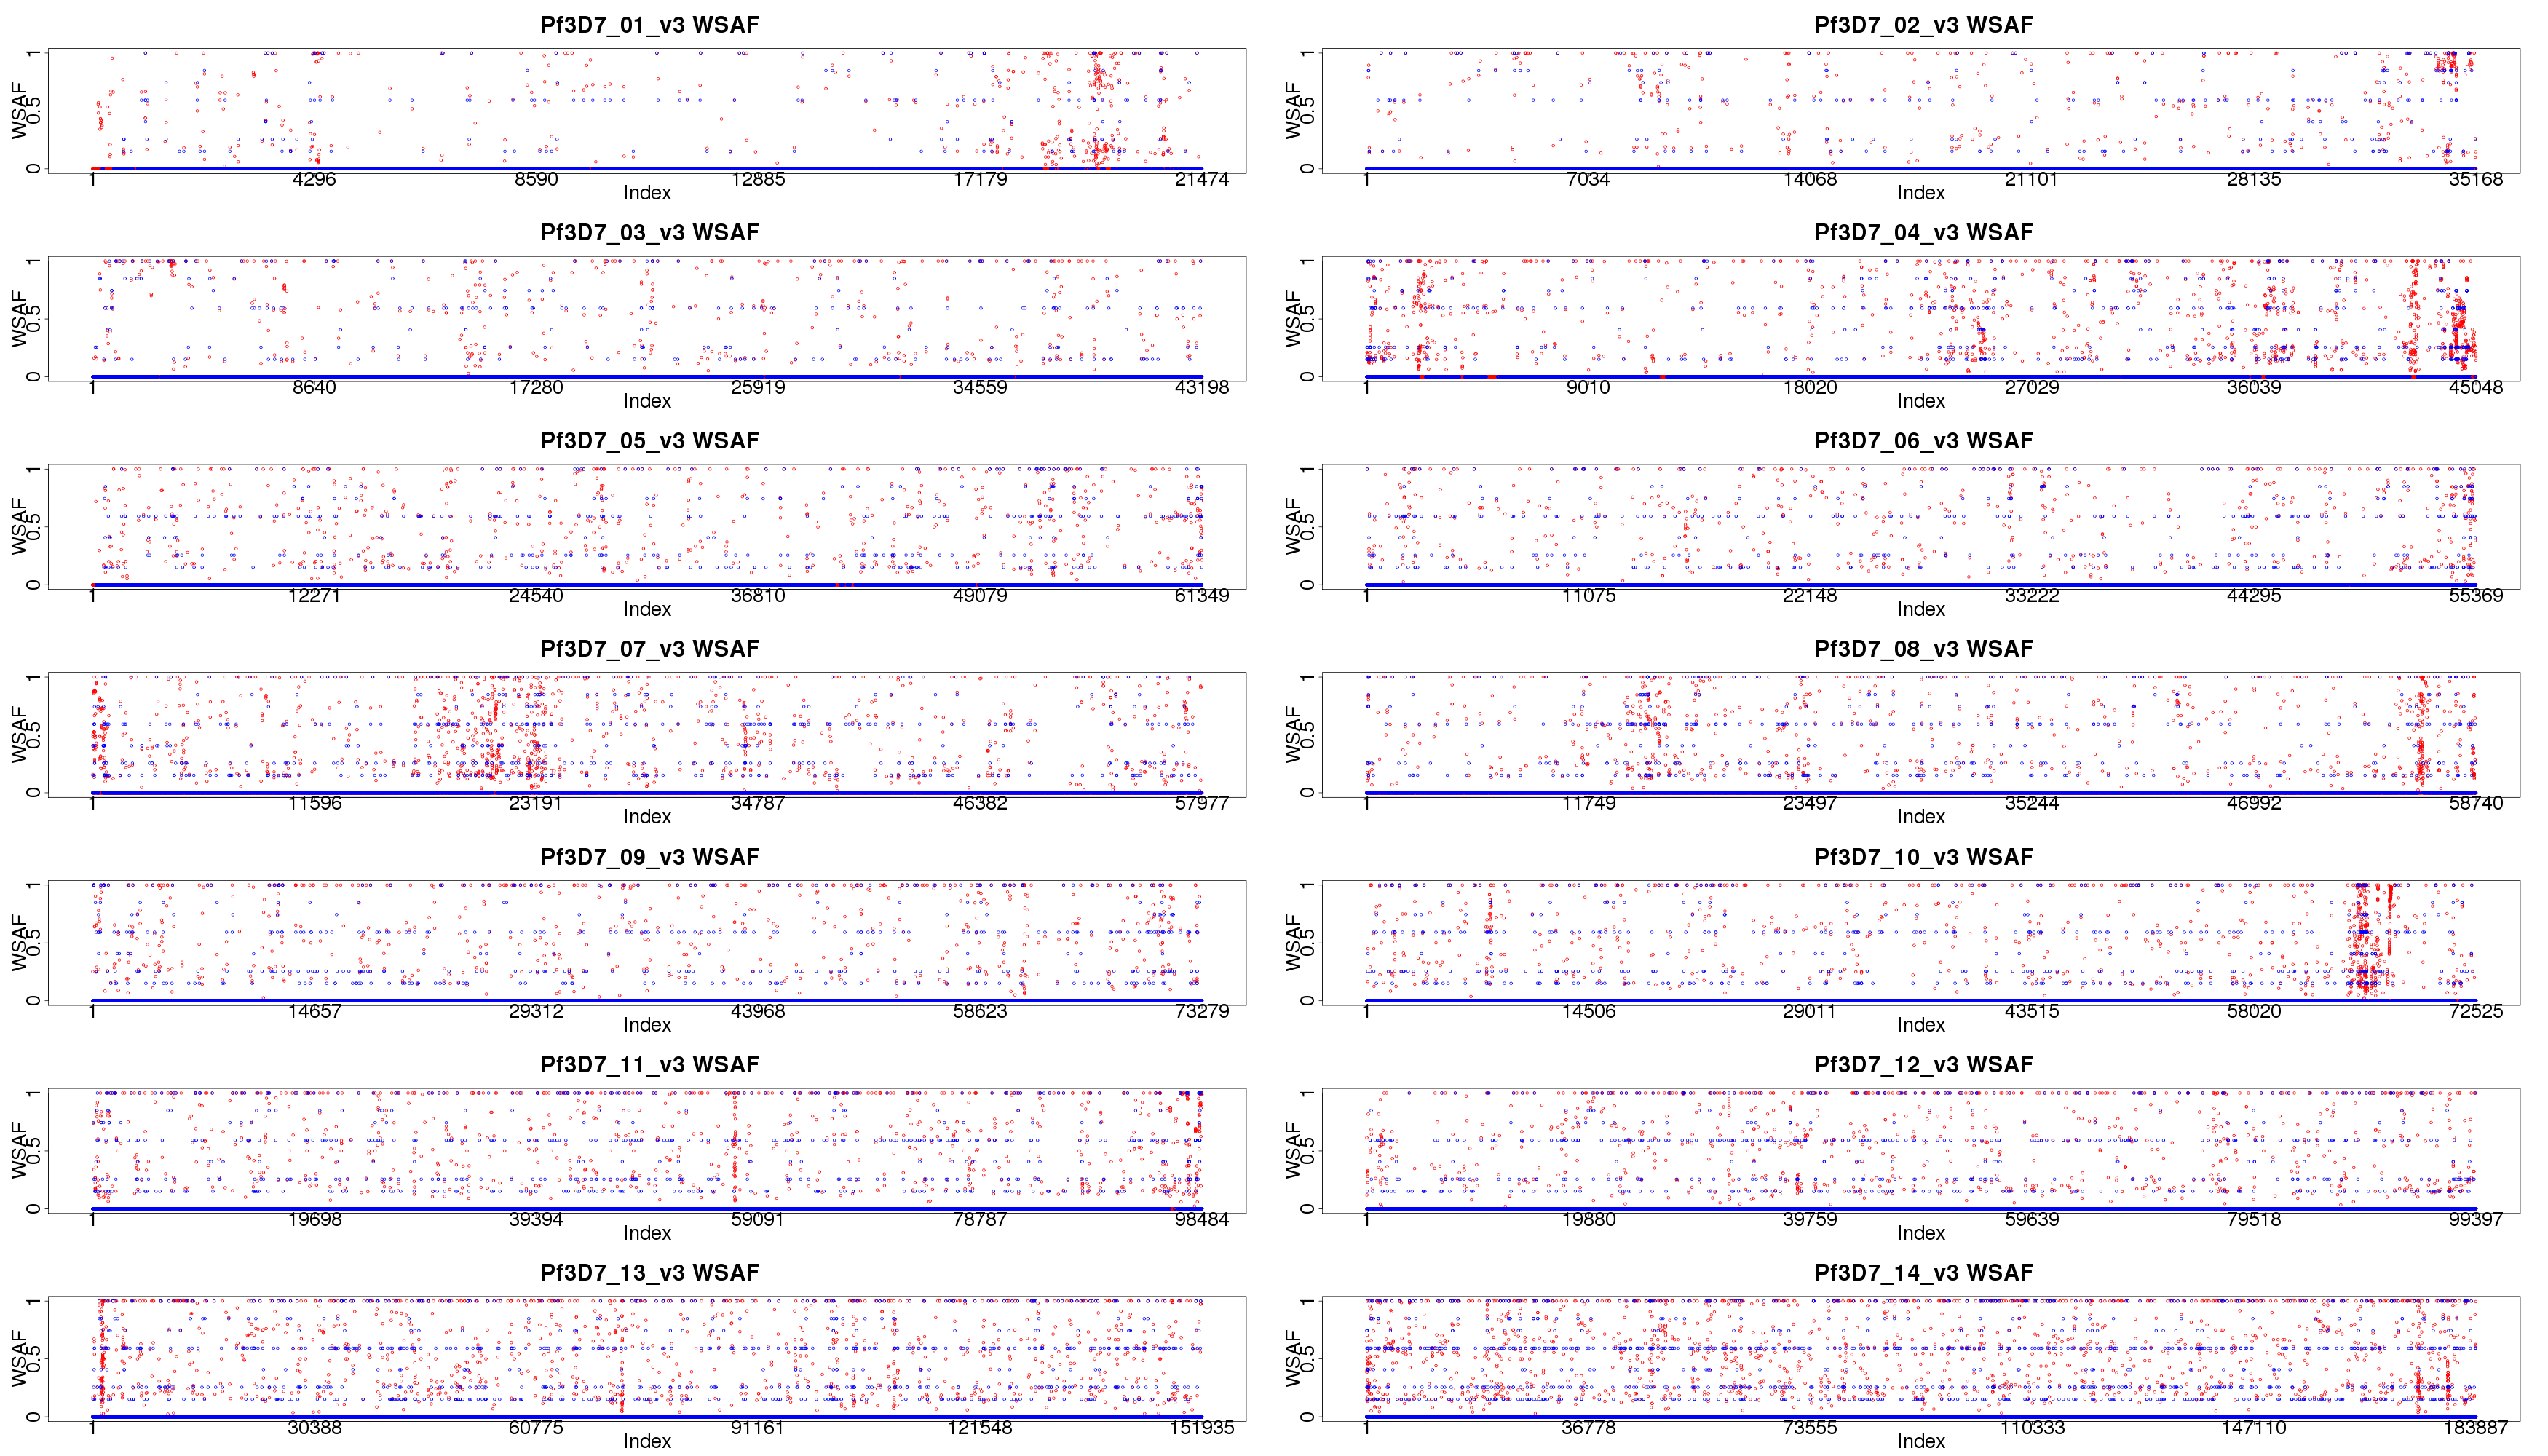 Pf3D7_01_v3 WSAF
WSAF
0 0.5 1
1 4296 8590 12885 17179 21474
Index
Pf3D7_02_v3 WSAF
WSAF
0 0.5 1
1 7034 14068 21101 28135 35168
Index
Pf3D7_03_v3 WSAF
WSAF
0 0.5 1
1 8640 17280 25919 34559 43198
Index
Pf3D7_04_v3 WSAF
WSAF
0 0.5 1
1 9010 18020 27029 36039 45048
Index
Pf3D7_05_v3 WSAF
WSAF
0 0.5 1
1 12271 24540 36810 49079 61349
Index
Pf3D7_06_v3 WSAF
WSAF
0 0.5 1
1 11075 22148 33222 44295 55369
Index
Pf3D7_07_v3 WSAF
WSAF
0 0.5 1
1 11596 23191 34787 46382 57977
Index
Pf3D7_08_v3 WSAF
WSAF
0 0.5 1
1 11749 23497 35244 46992 58740
Index
Pf3D7_09_v3 WSAF
WSAF
0 0.5 1
1 14657 29312 43968 58623 73279
Index
Pf3D7_10_v3 WSAF
WSAF
0 0.5 1
1 14506 29011 43515 58020 72525
Index
Pf3D7_11_v3 WSAF
WSAF
0 0.5 1
1 19698 39394 59091 78787 98484
Index
Pf3D7_12_v3 WSAF
WSAF
0 0.5 1
1 19880 39759 59639 79518 99397
Index
Pf3D7_13_v3 WSAF
WSAF
0 0.5 1
1 30388 60775 91161 121548 151935
Index
Pf3D7_14_v3 WSAF
WSAF
0 0.5 1
1 36778 73555 110333 147110 183887
Index